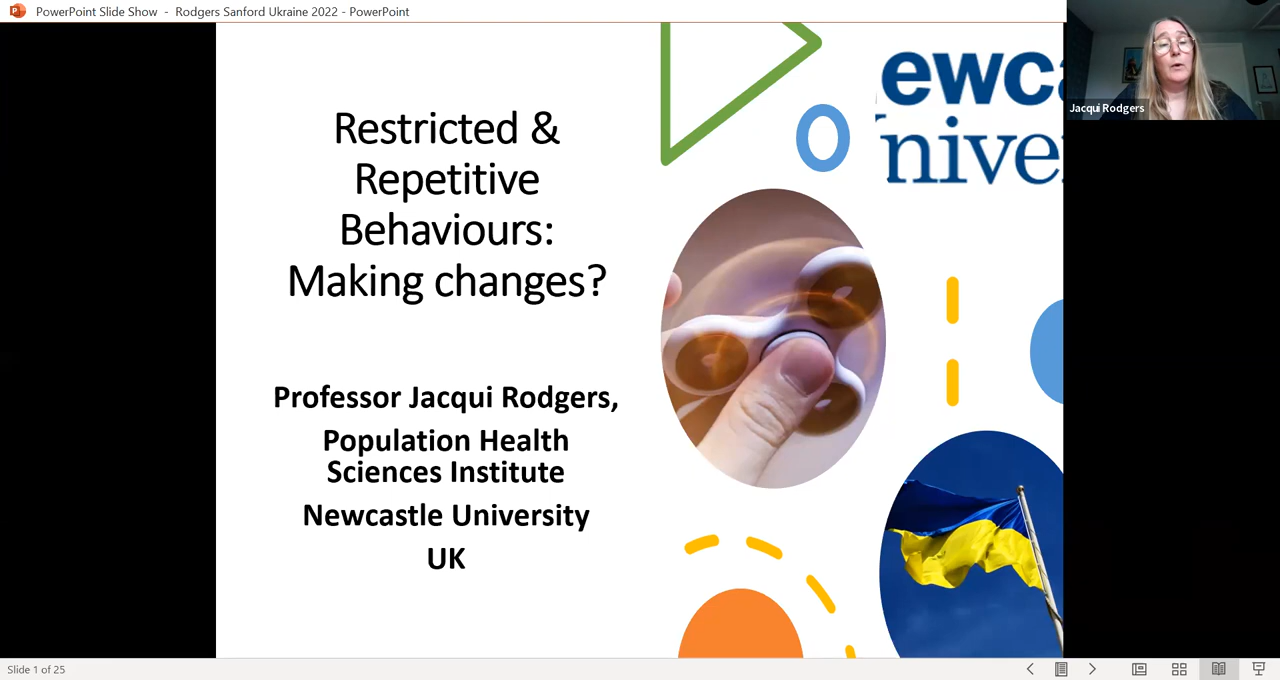 PowerPoint Slide Show - Rodgers Sanford Ukraine 2022 - PowerPoint
ewca
nive
Jacqui Rodgers
Restricted &
Repetitive
Behaviours:
Making changes?
Professor Jacqui Rodgers,
Population Health
Sciences Institute
Newcastle University
UK
Slide 1 of 25